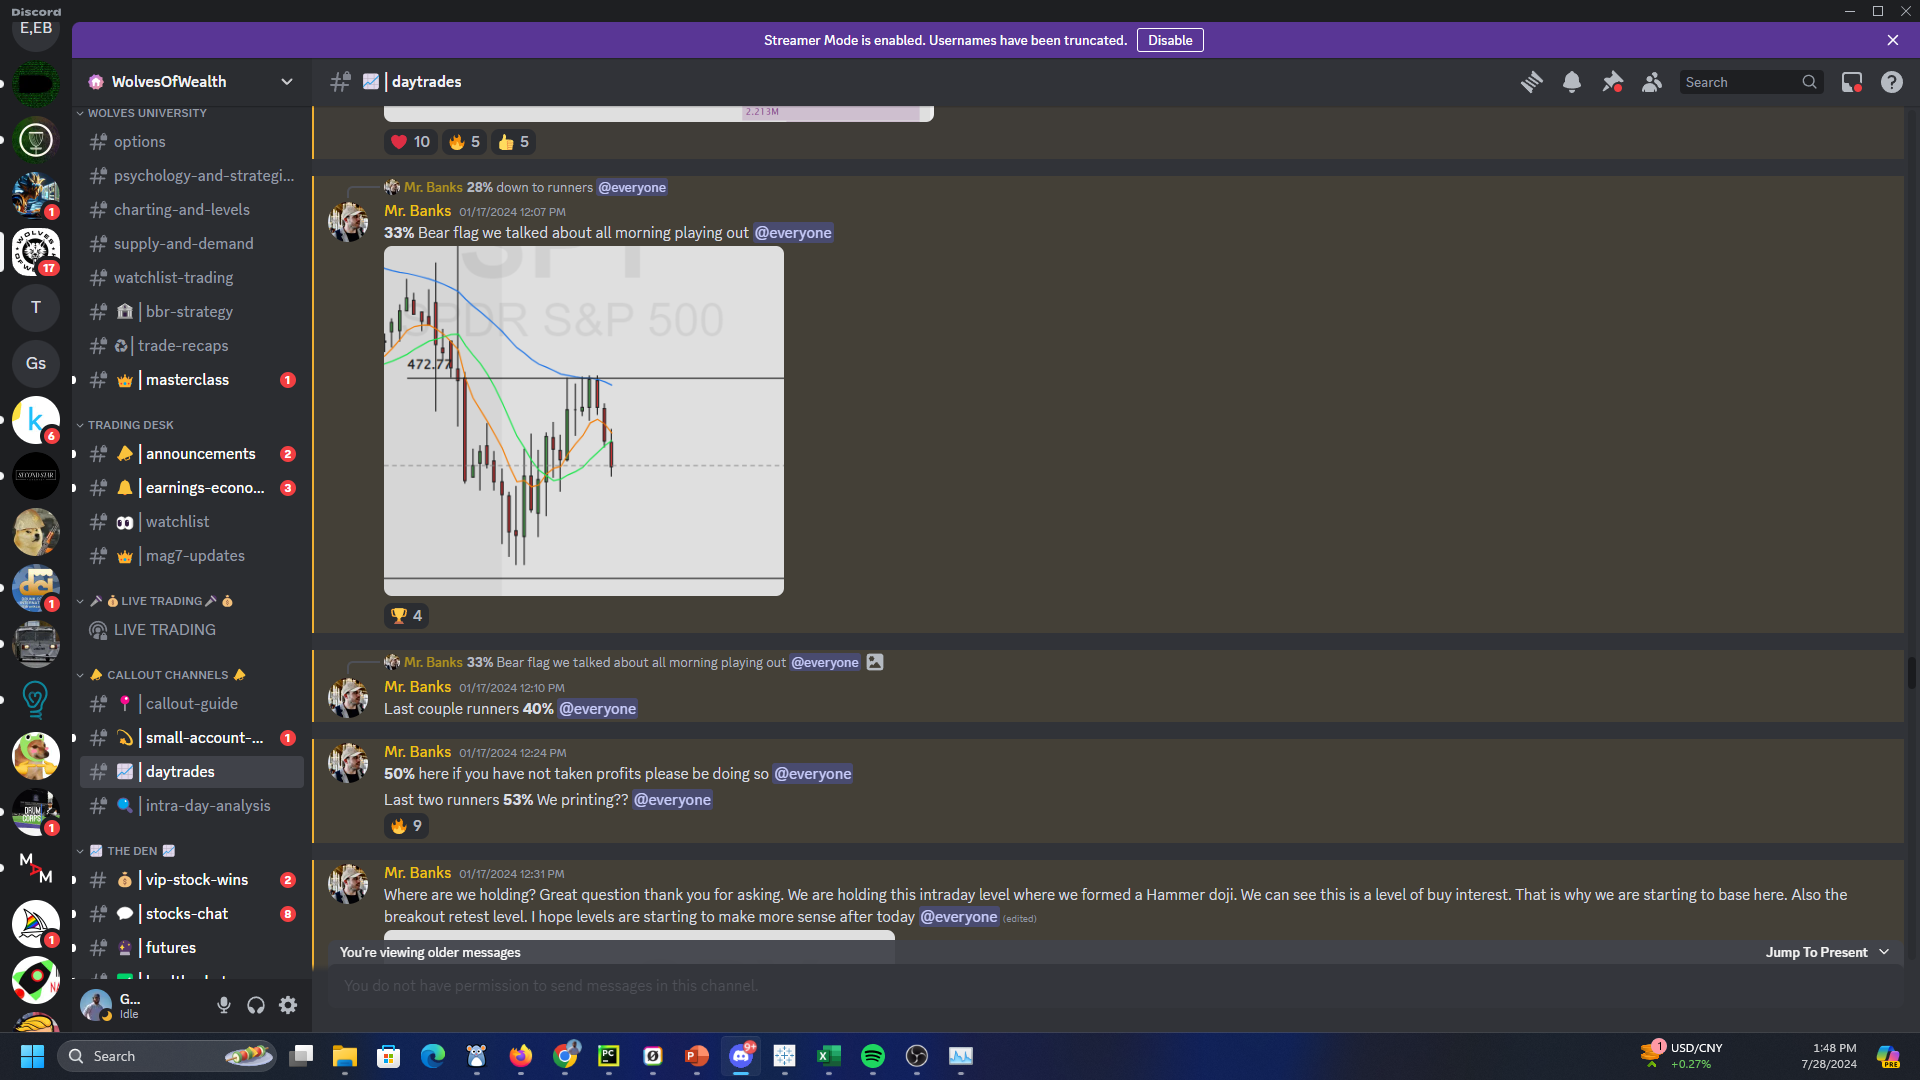 Discord
E,EB
Streamer Mode is enabled. Usernames have been truncated.
Disable
WolvesOfWealth
| daytrades
Search
WOLVES UNIVERSITY
options
psychology-and-strategi...
charting-and-levels
supply-and-demand
watchlist-trading
| bbr-strategy
| trade-recaps
| masterclass
1
TRADING DESK
| announcements
2
| earnings-econo...
3
| watchlist
| mag7-updates
LIVE TRADING
LIVE TRADING
CALLOUT CHANNELS
| callout-guide
| small-account-...
1
| daytrades
| intra-day-analysis
THE DEN
| vip-stock-wins
2
| stocks-chat
8
futures
G...
Idle
1
WOLVES
17
T
Gs
k
6
SECOND STAR
dci
1
DRUM
CORPS
1
M
A
M
1
2.213M
10
5
5
Mr. Banks 28% down to runners @everyone
Mr. Banks 01/17/2024 12:07 PM
33% Bear flag we talked about all morning playing out @everyone
SPY
SPDR S&P 500
472.77
4
Mr. Banks 33% Bear flag we talked about all morning playing out @everyone
Mr. Banks 01/17/2024 12:10 PM
Last couple runners 40% @everyone
Mr. Banks 01/17/2024 12:24 PM
50% here if you have not taken profits please be doing so @everyone
Last two runners 53% We printing?? @everyone
9
Mr. Banks 01/17/2024 12:31 PM
Where are we holding? Great question thank you for asking. We are holding this intraday level where we formed a Hammer doji. We can see this is a level of buy interest. That is why we are starting to base here. Also the
breakout retest level. I hope levels are starting to make more sense after today @everyone (edited)
You're viewing older messages
Jump To Present
You do not have permission to send messages in this channel.
Search
PC
P
9+
X
1
USD/CNY
+0.27%
1:48 PM
7/28/2024
PRE